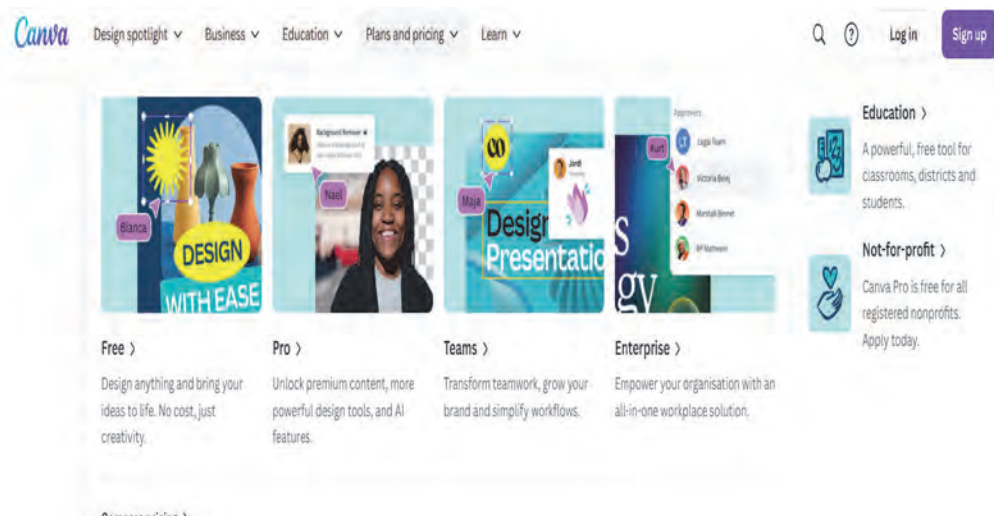 Canva Design spotlight Business Education Plans and pricing Learn Log in Sign up
Bianca
DESIGN
WITH EASE
Background Remover
Nael
CO
Jordi
Maja
Design
Presentatio
Approvers
LT Legal Team
Kurt
Victoria
Marshall Bennet
S
gy
Free >
Design anything and bring your
ideas to life. No cost, just
creativity.
Pro >
Unlock premium content, more
powerful design tools, and AI
features.
Teams >
Transform teamwork, grow your
brand and simplify workflows.
Enterprise >
Empower your organisation with an
all-in-one workplace solution.
Education >
A powerful, free tool for
classrooms, districts and
students.
Not-for-profit >
Canva Pro is free for all
registered nonprofits.
Apply today.